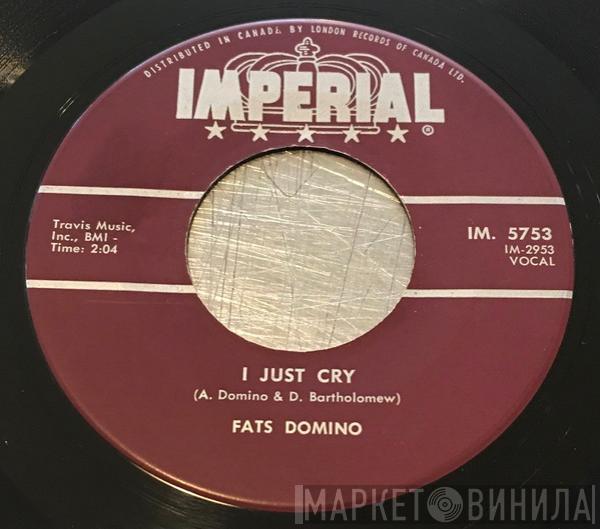 DISTRIBUTED IN CANADA BY LONDON RECORDS OF CANADA LTD.
IMPERIAL
®
Travis Music,
Inc., BMI -
Time: 2:04
IM. 5753
IM-2953
VOCAL
I JUST CRY
(A. Domino & D. Bartholomew)
FATS DOMINO
МАРКЕТ ВИНИЛА